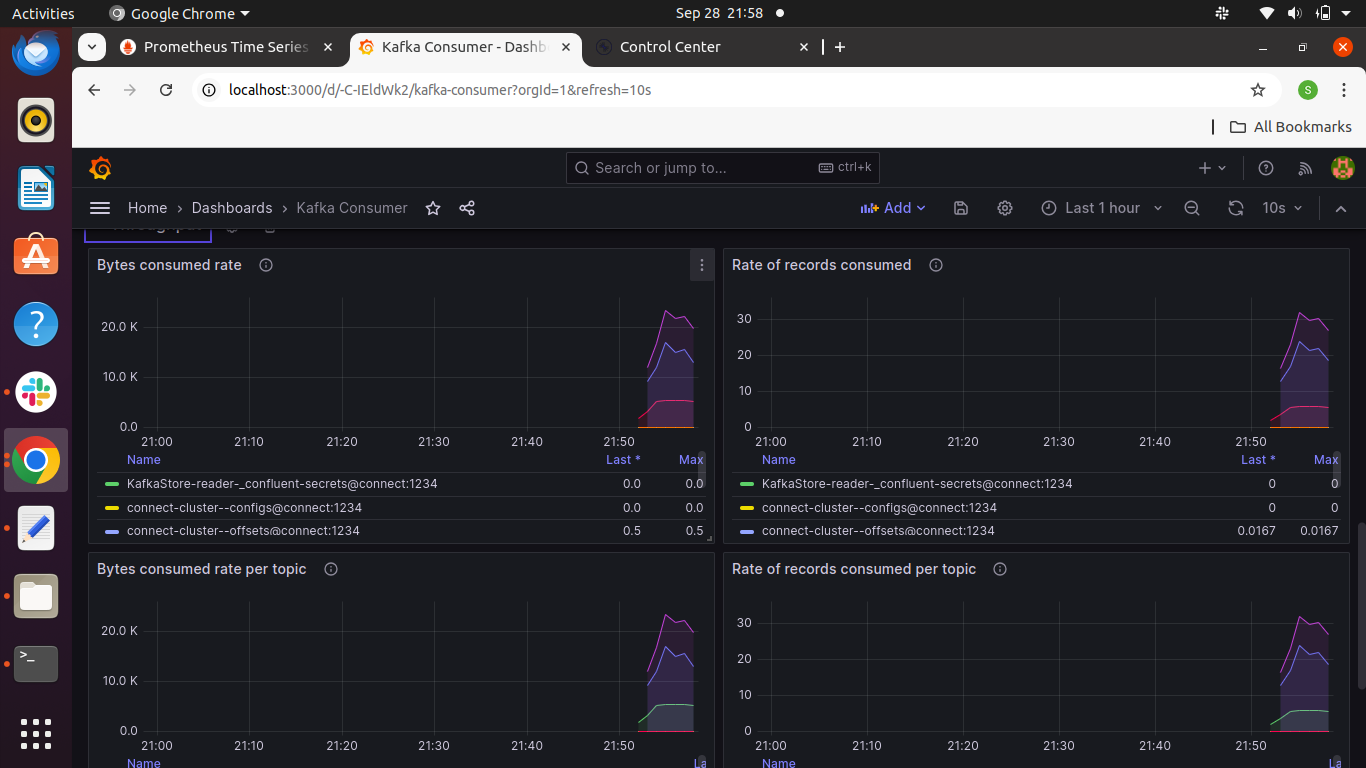 Activities Google Chrome Sep 28 21:58
Prometheus Time Series Kafka Consumer - Dashb Control Center
localhost:3000/d/-C-IEldWk2/kafka-consumer?orgId=1&refresh=10s S
All Bookmarks
Search or jump to... ctrl+k
Home › Dashboards › Kafka Consumer Add Last 1 hour 10s
Bytes consumed rate
20.0 K
10.0 K
0.0
21:00 21:10 21:20 21:30 21:40 21:50
Name Last * Max
KafkaStore-reader-_confluent-secrets@connect:1234 0.0 0.0
connect-cluster--configs@connect:1234 0.0 0.0
connect-cluster--offsets@connect:1234 0.5 0.5
Rate of records consumed
30
20
10
0
21:00 21:10 21:20 21:30 21:40 21:50
Name Last * Max
KafkaStore-reader-_confluent-secrets@connect:1234 0 0
connect-cluster--configs@connect:1234 0 0
connect-cluster--offsets@connect:1234 0.0167 0.0167
Bytes consumed rate per topic
20.0 K
10.0 K
0.0
21:00 21:10 21:20 21:30 21:40 21:50
Name La
Rate of records consumed per topic
30
20
10
0
21:00 21:10 21:20 21:30 21:40 21:50
Name La